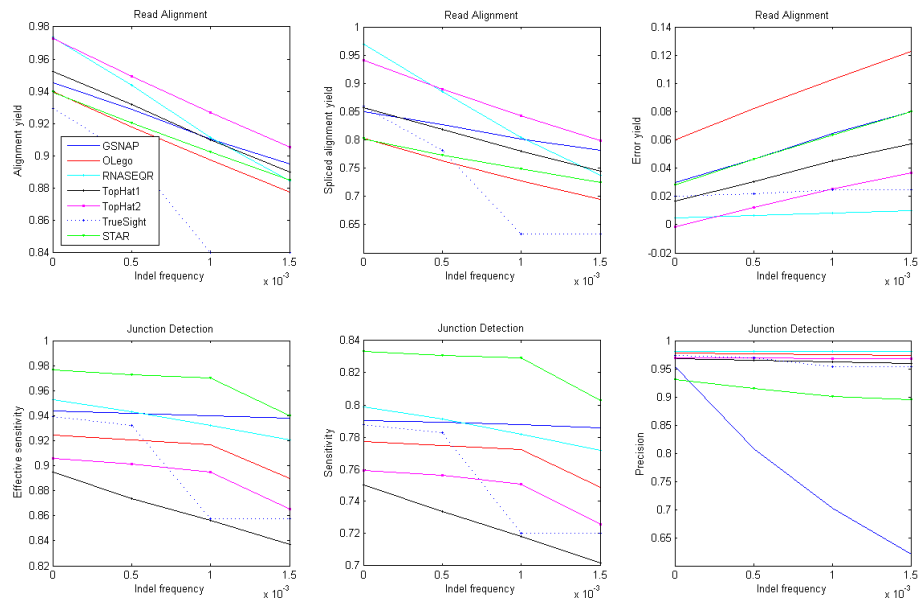 Read Alignment
0.98
0.96
0.94
0.92
0.9
0.88
0.86
0.84
Alignment yield
GSNAP
OLego
RNASEQR
TopHat1
TopHat2
TrueSight
STAR
0
0.5
1
1.5
Indel frequency
x 10⁻³
Read Alignment
1
0.95
0.9
0.85
0.8
0.75
0.7
0.65
Spliced alignment yield
0
0.5
1
1.5
Indel frequency
x 10⁻³
Read Alignment
0.14
0.12
0.1
0.08
0.06
0.04
0.02
0
-0.02
Error yield
0
0.5
1
1.5
Indel frequency
x 10⁻³
Junction Detection
1
0.98
0.96
0.94
0.92
0.9
0.88
0.86
0.84
0.82
Effective sensitivity
0
0.5
1
1.5
Indel frequency
x 10⁻³
Junction Detection
0.84
0.82
0.8
0.78
0.76
0.74
0.72
0.7
Sensitivity
0
0.5
1
1.5
Indel frequency
x 10⁻³
Junction Detection
1
0.95
0.9
0.85
0.8
0.75
0.7
0.65
Precision
0
0.5
1
1.5
Indel frequency
x 10⁻³